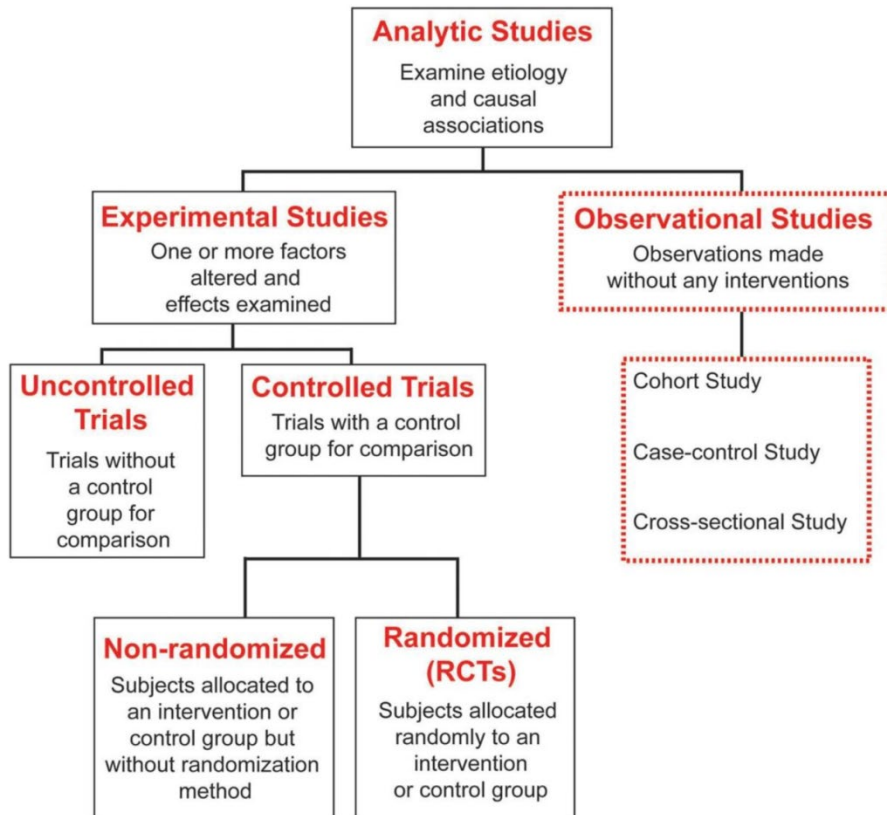 Analytic Studies
Examine etiology
and causal
associations
Experimental Studies
One or more factors
altered and
effects examined
Observational Studies
Observations made
without any interventions
Uncontrolled
Trials
Trials without
a control
group for
comparison
Controlled Trials
Trials with a control
group for comparison
Cohort Study
Case-control Study
Cross-sectional Study
Non-randomized
Subjects allocated to
an intervention or
control group but
without randomization
method
Randomized
(RCTs)
Subjects allocated
randomly to an
intervention
or control group